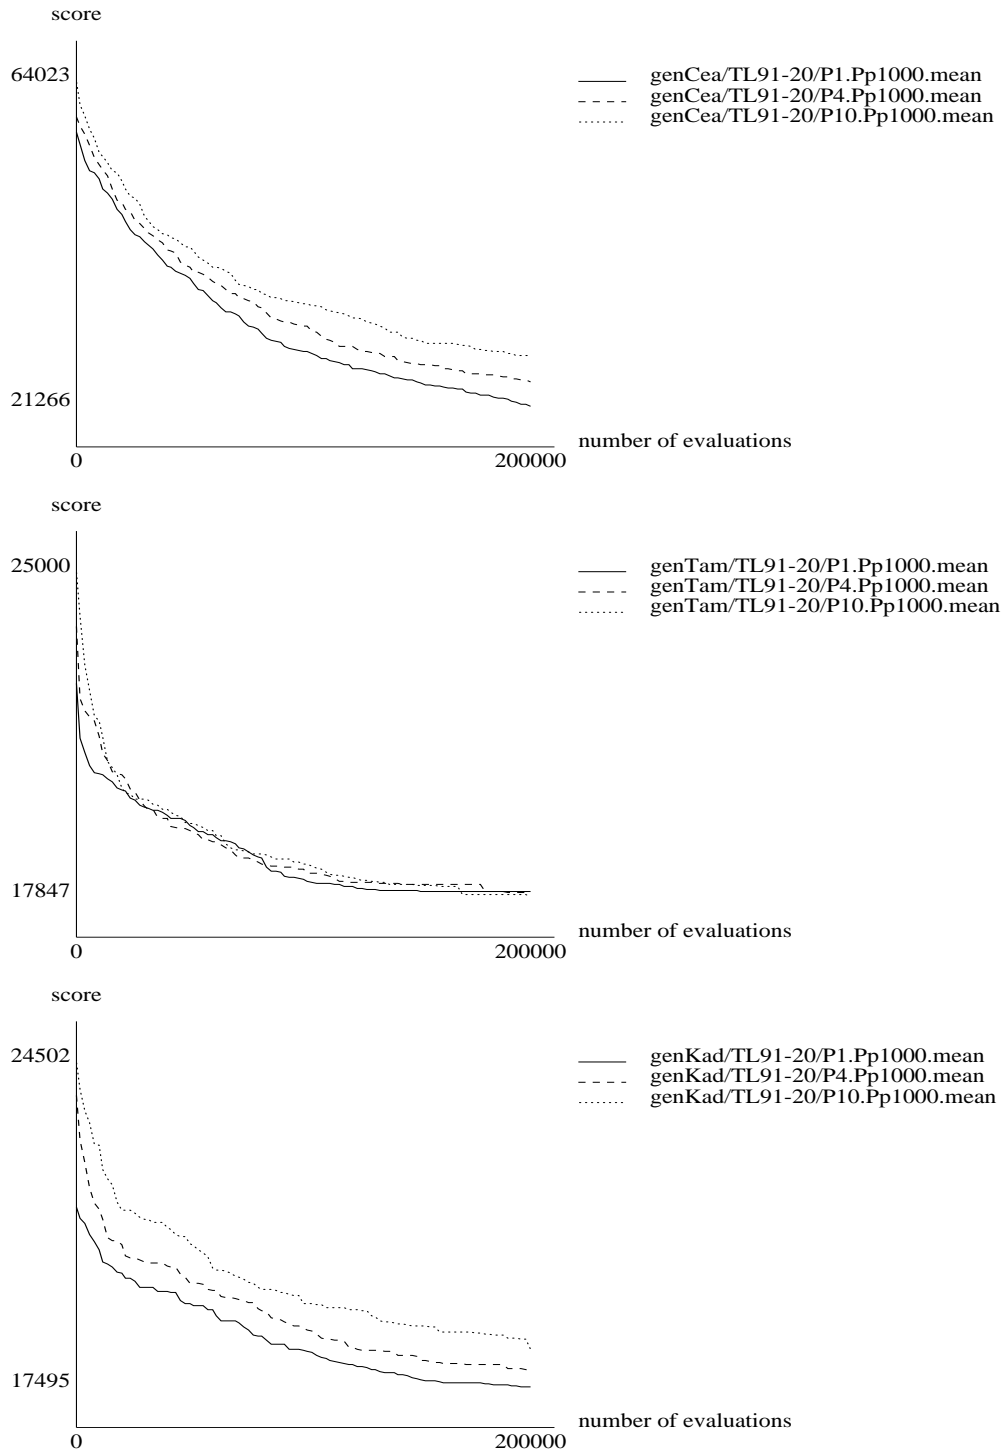 score
64023
genCea/TL91-20/P1.Pp1000.mean
genCea/TL91-20/P4.Pp1000.mean
genCea/TL91-20/P10.Pp1000.mean
21266
number of evaluations
0
200000
score
25000
genTam/TL91-20/P1.Pp1000.mean
genTam/TL91-20/P4.Pp1000.mean
genTam/TL91-20/P10.Pp1000.mean
17847
number of evaluations
0
200000
score
24502
genKad/TL91-20/P1.Pp1000.mean
genKad/TL91-20/P4.Pp1000.mean
genKad/TL91-20/P10.Pp1000.mean
17495
number of evaluations
0
200000